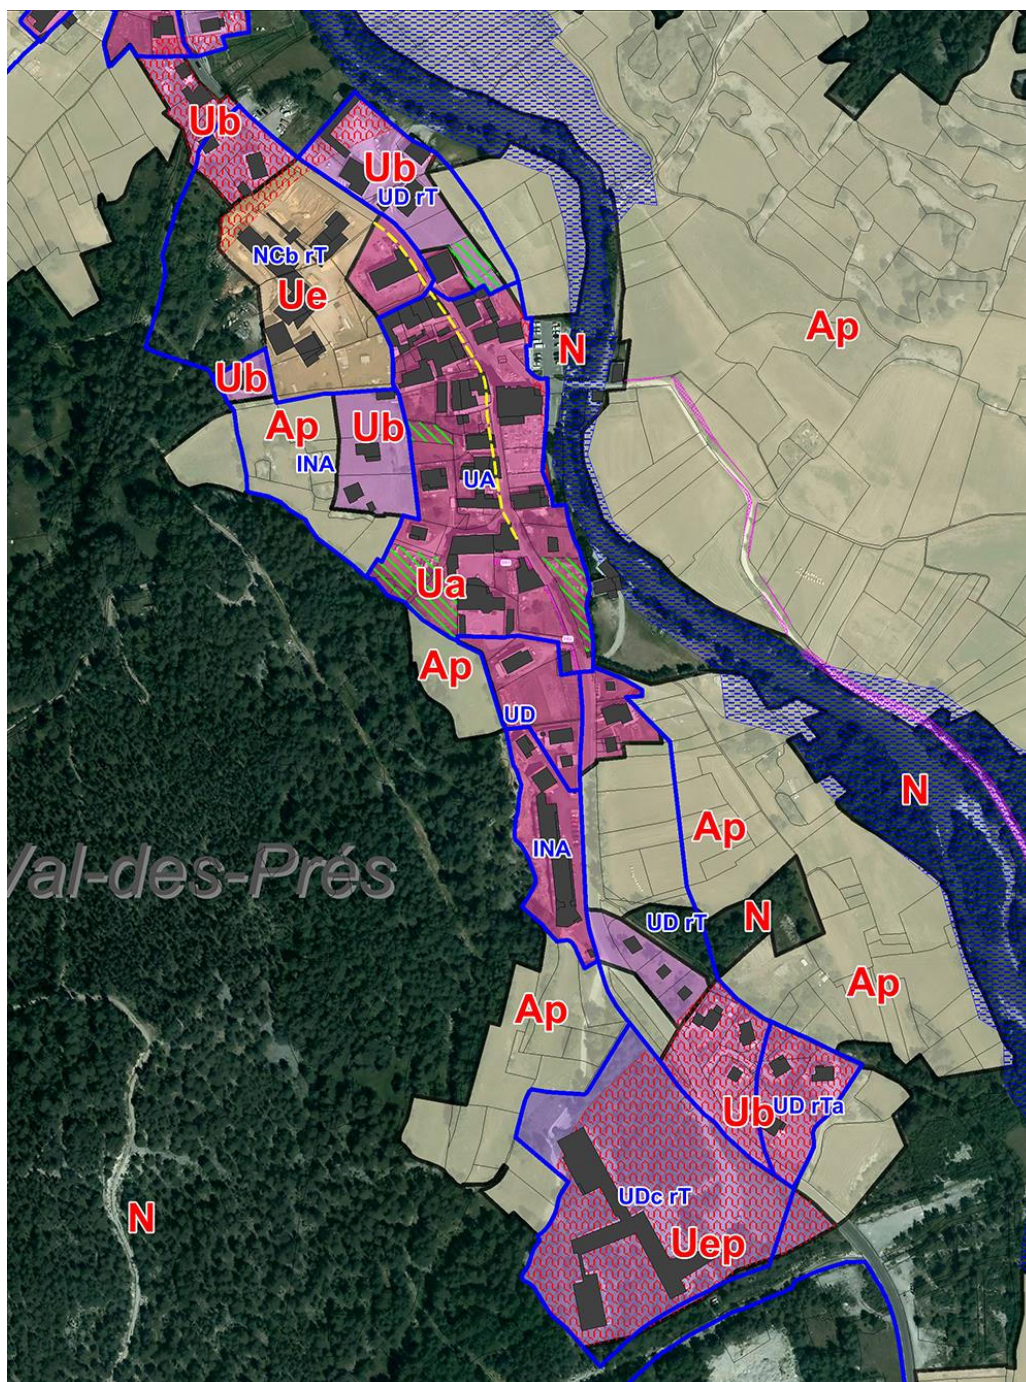 Ub
Ub
UD rT
NCb rT
Ue
Ap
N
Ub
Ap
Ub
INA
UA
Ua
Ap
UD
N
Ap
INA
Val-des-Prés
N
UD rT
Ap
Ap
Ub
UD rTa
UDc rT
N
Uep